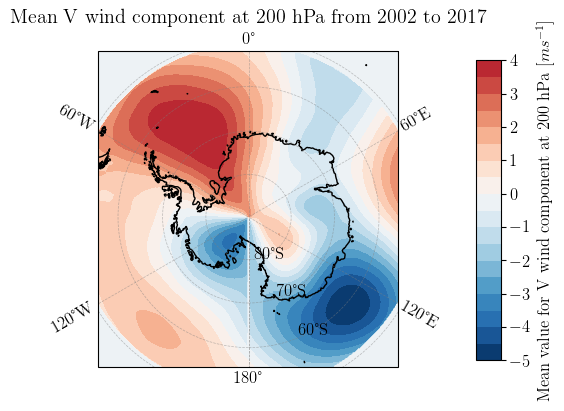 Mean V wind component at 200 hPa from 2002 to 2017
0°
60°W
60°E
80°S
70°S
60°S
120°W
120°E
180°
4
3
2
1
0
−1
−2
−3
−4
−5
Mean value for V wind component at 200 hPa [ms⁻¹]